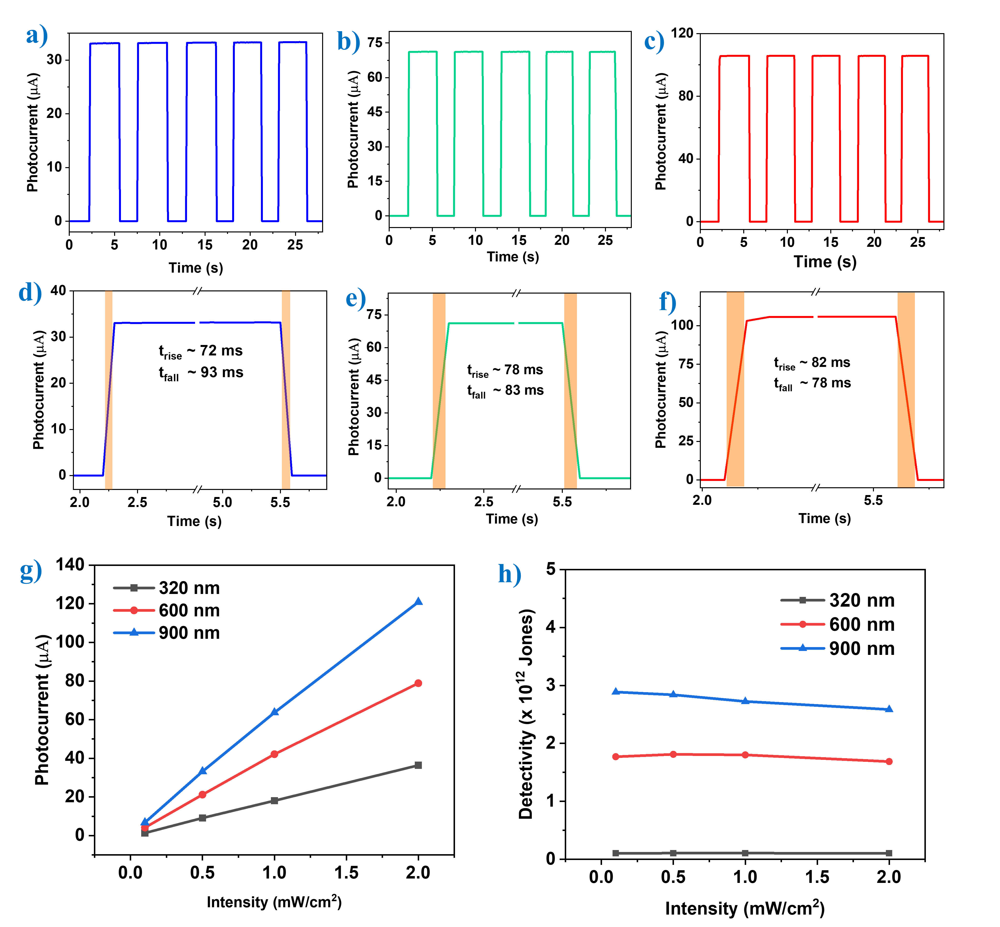 a)
30
20
10
0
Photocurrent (μA)
0 5 10 15 20 25
Time (s)
b)
75
60
45
30
15
0
Photocurrent (μA)
0 5 10 15 20 25
Time (s)
c)
120
80
40
0
Photocurrent (μA)
0 5 10 15 20 25
Time (s)
d)
40
30
20
10
0
Photocurrent (μA)
trise ~ 72 ms
tfall ~ 93 ms
2.0 2.5 5.0 5.5
Time (s)
e)
75
60
45
30
15
0
Photocurrent (μA)
trise ~ 78 ms
tfall ~ 83 ms
2.0 2.5 5.5
Time (s)
f)
100
75
50
25
0
Photocurrent (μA)
trise ~ 82 ms
tfall ~ 78 ms
2.0 5.5
Time (s)
g)
140
120
100
80
60
40
20
0
Photocurrent (μA)
320 nm
600 nm
900 nm
0.0 0.5 1.0 1.5 2.0
Intensity (mW/cm²)
h)
5
4
3
2
1
0
Detectivity (x 10¹² Jones)
320 nm
600 nm
900 nm
0.0 0.5 1.0 1.5 2.0
Intensity (mW/cm²)